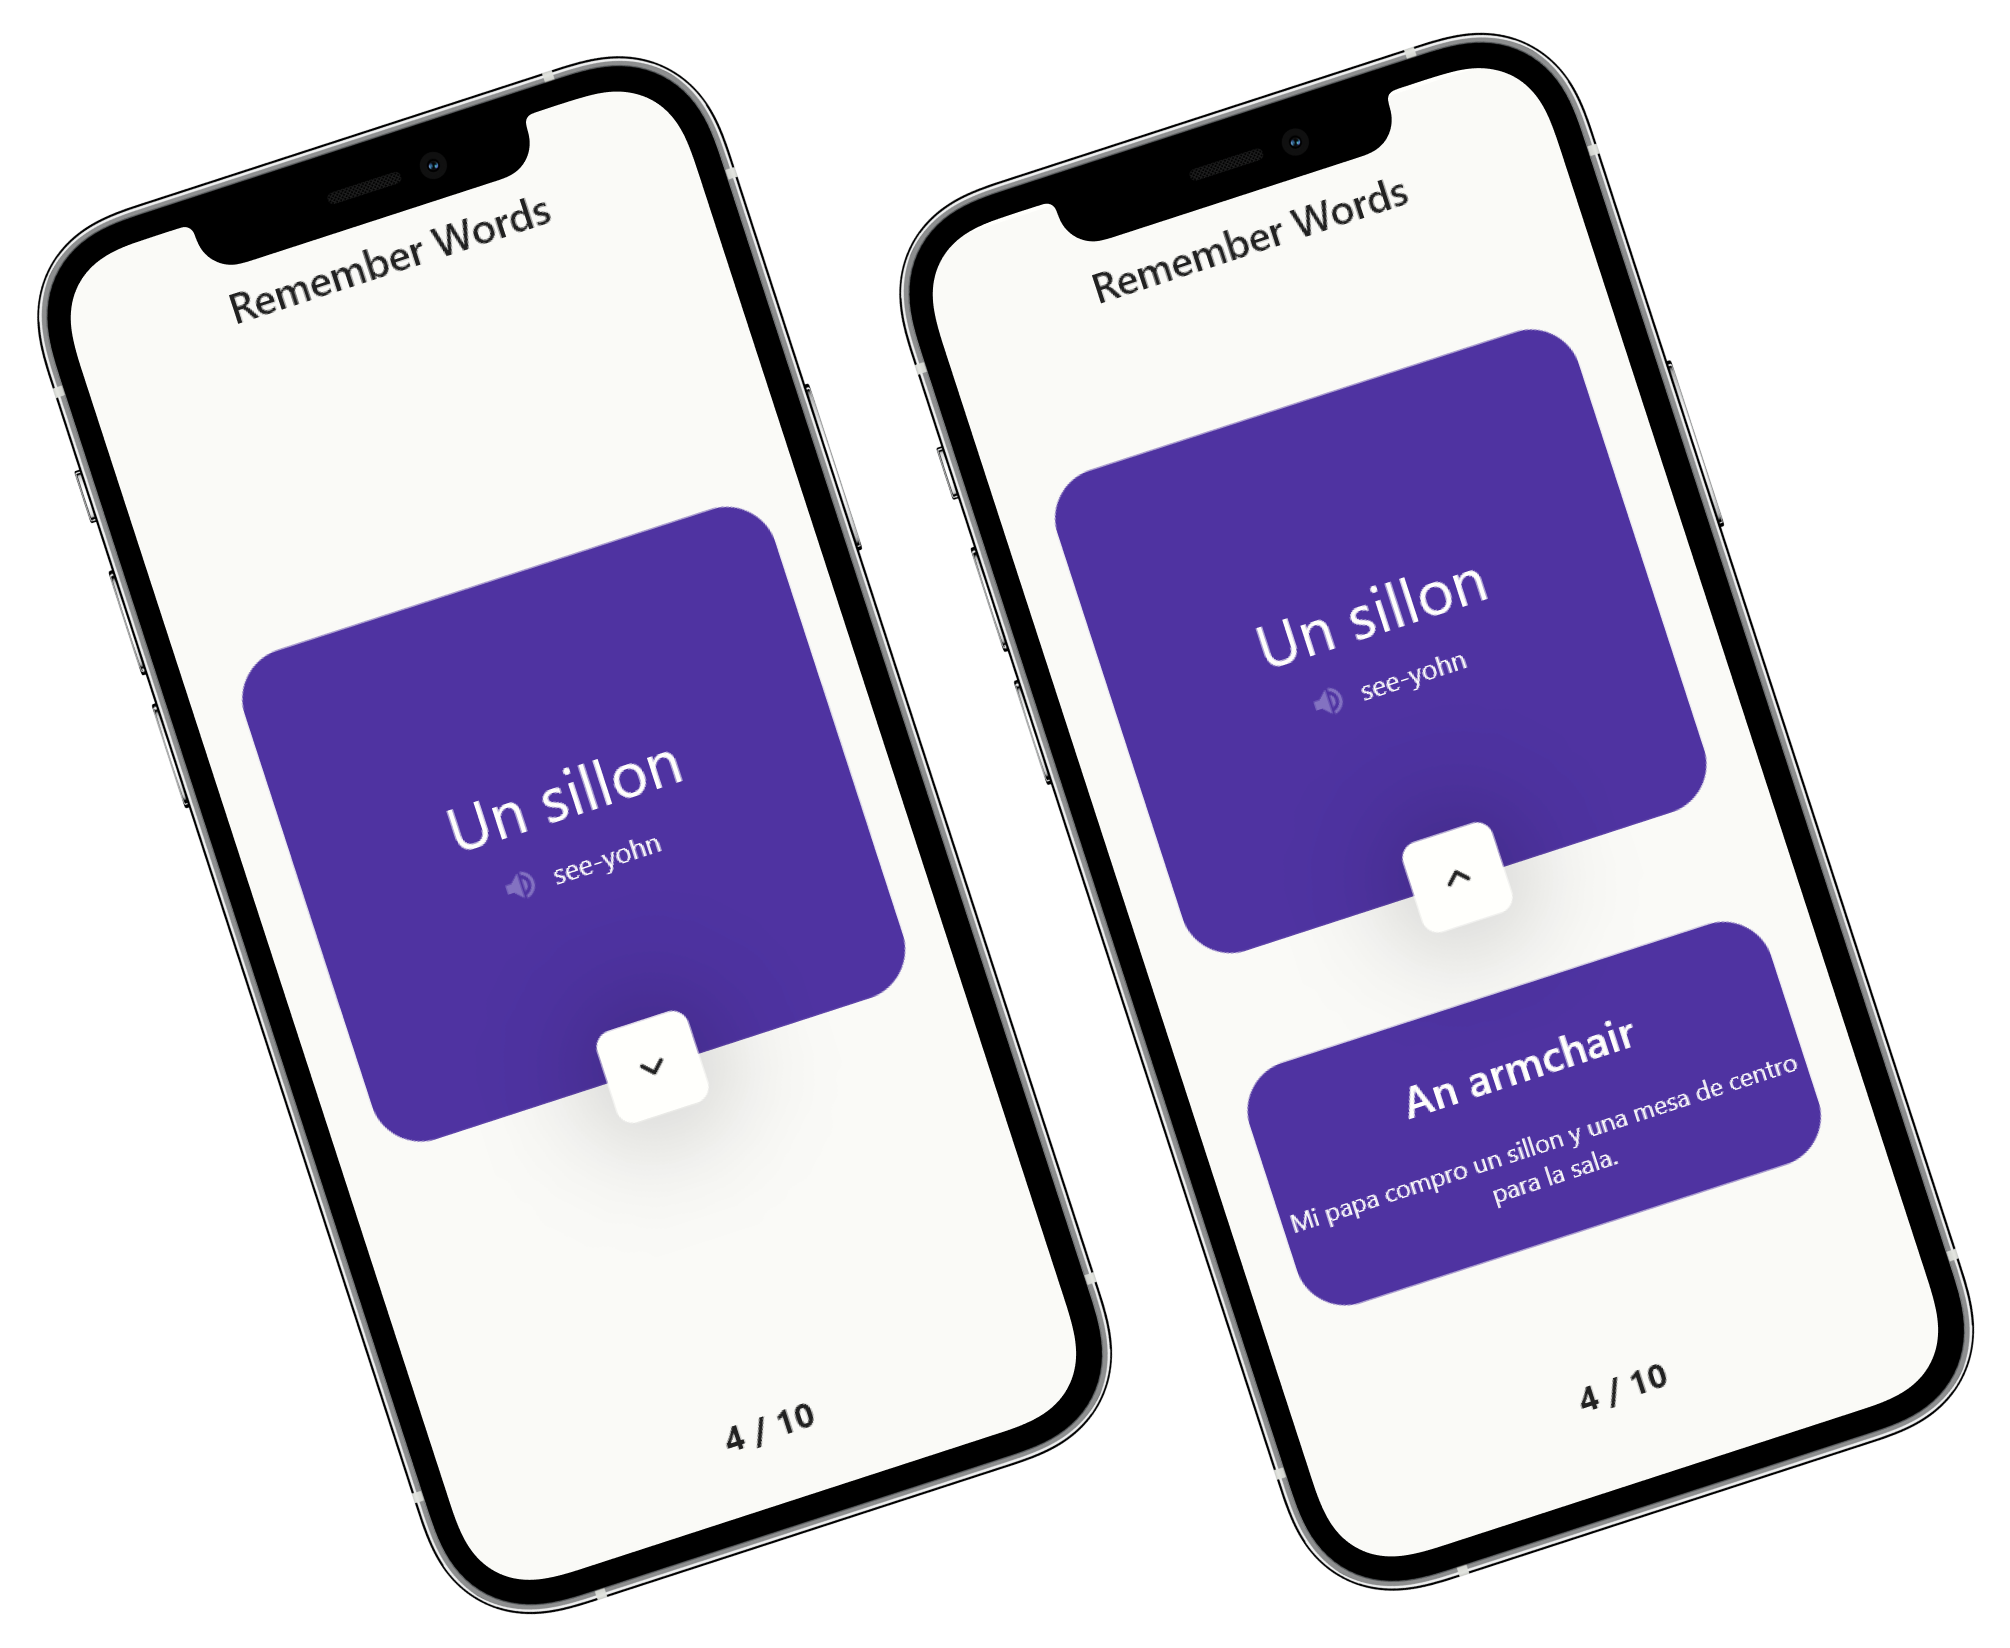 Remember Words
Un sillon
see-yohn
4 / 10
Remember Words
Un sillon
see-yohn
An armchair
Mi papa compro un sillon y una mesa de centro
para la sala.
4 / 10